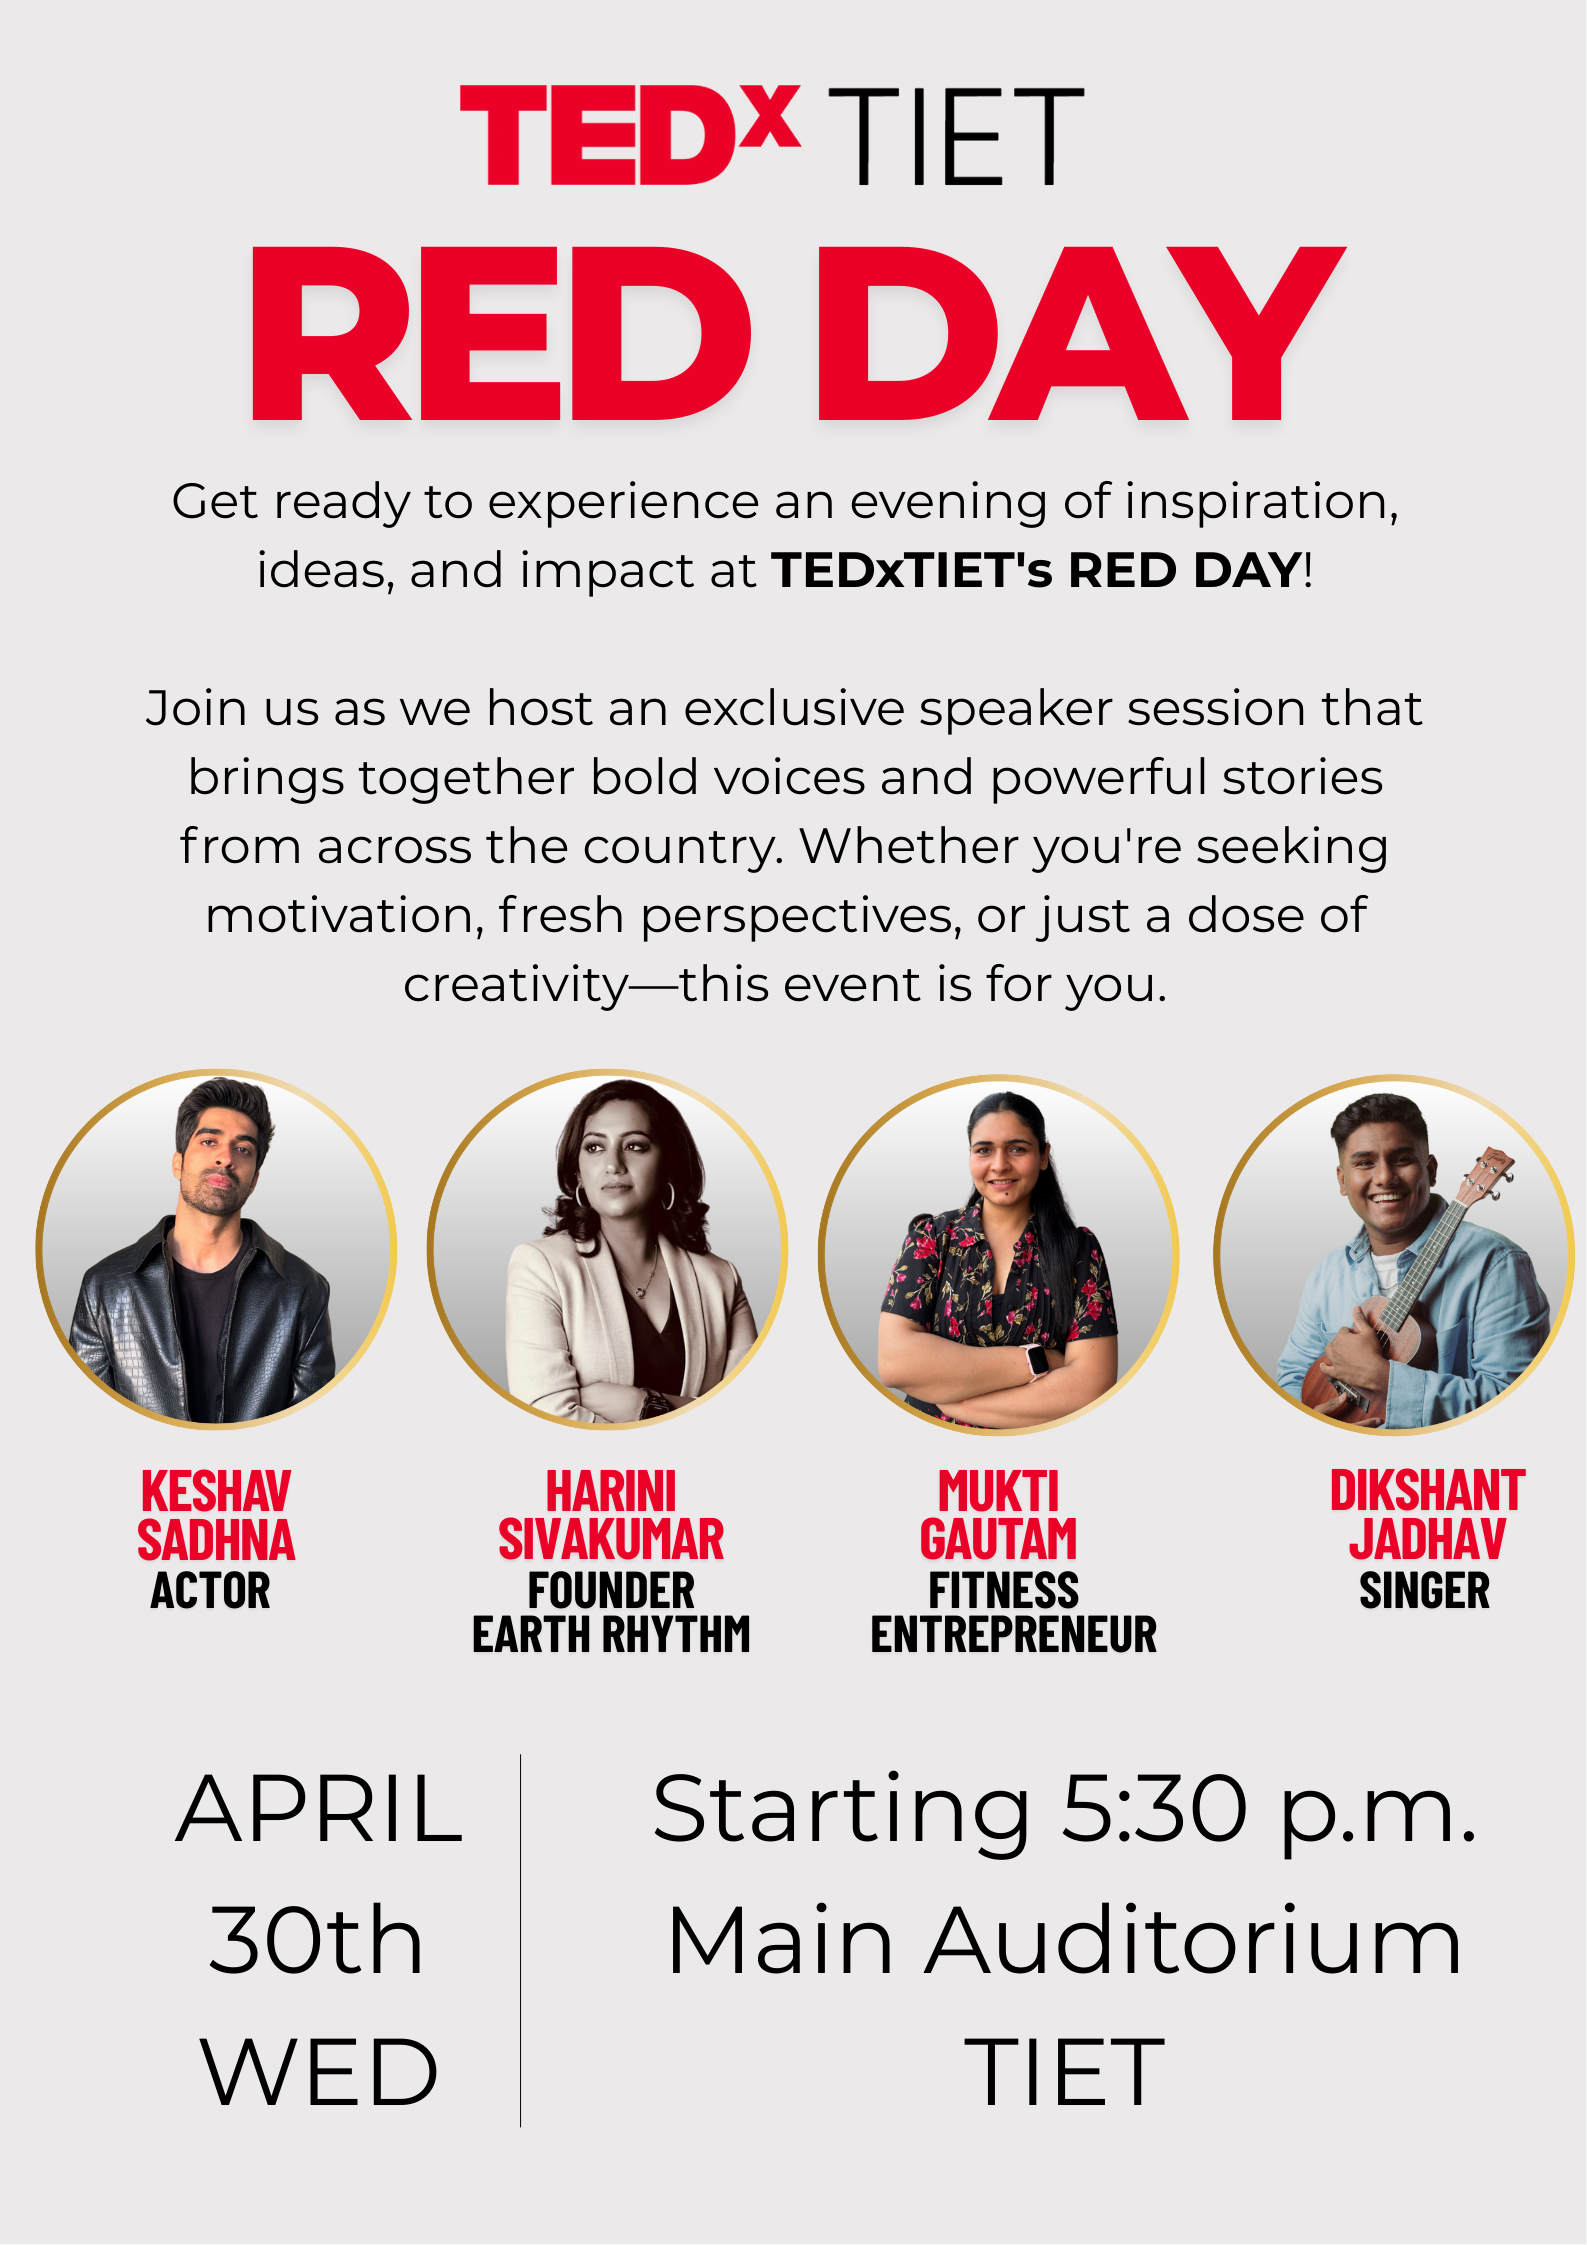 TEDx TIET
RED DAY
Get ready to experience an evening of inspiration,
ideas, and impact at TEDxTIET's RED DAY!
Join us as we host an exclusive speaker session that
brings together bold voices and powerful stories
from across the country. Whether you're seeking
motivation, fresh perspectives, or just a dose of
creativity—this event is for you.
KESHAV
SADHNA
ACTOR
HARINI
SIVAKUMAR
FOUNDER
EARTH RHYTHM
MUKTI
GAUTAM
FITNESS
ENTREPRENEUR
DIKSHANT
JADHAV
SINGER
APRIL
30th
WED
Starting 5:30 p.m.
Main Auditorium
TIET